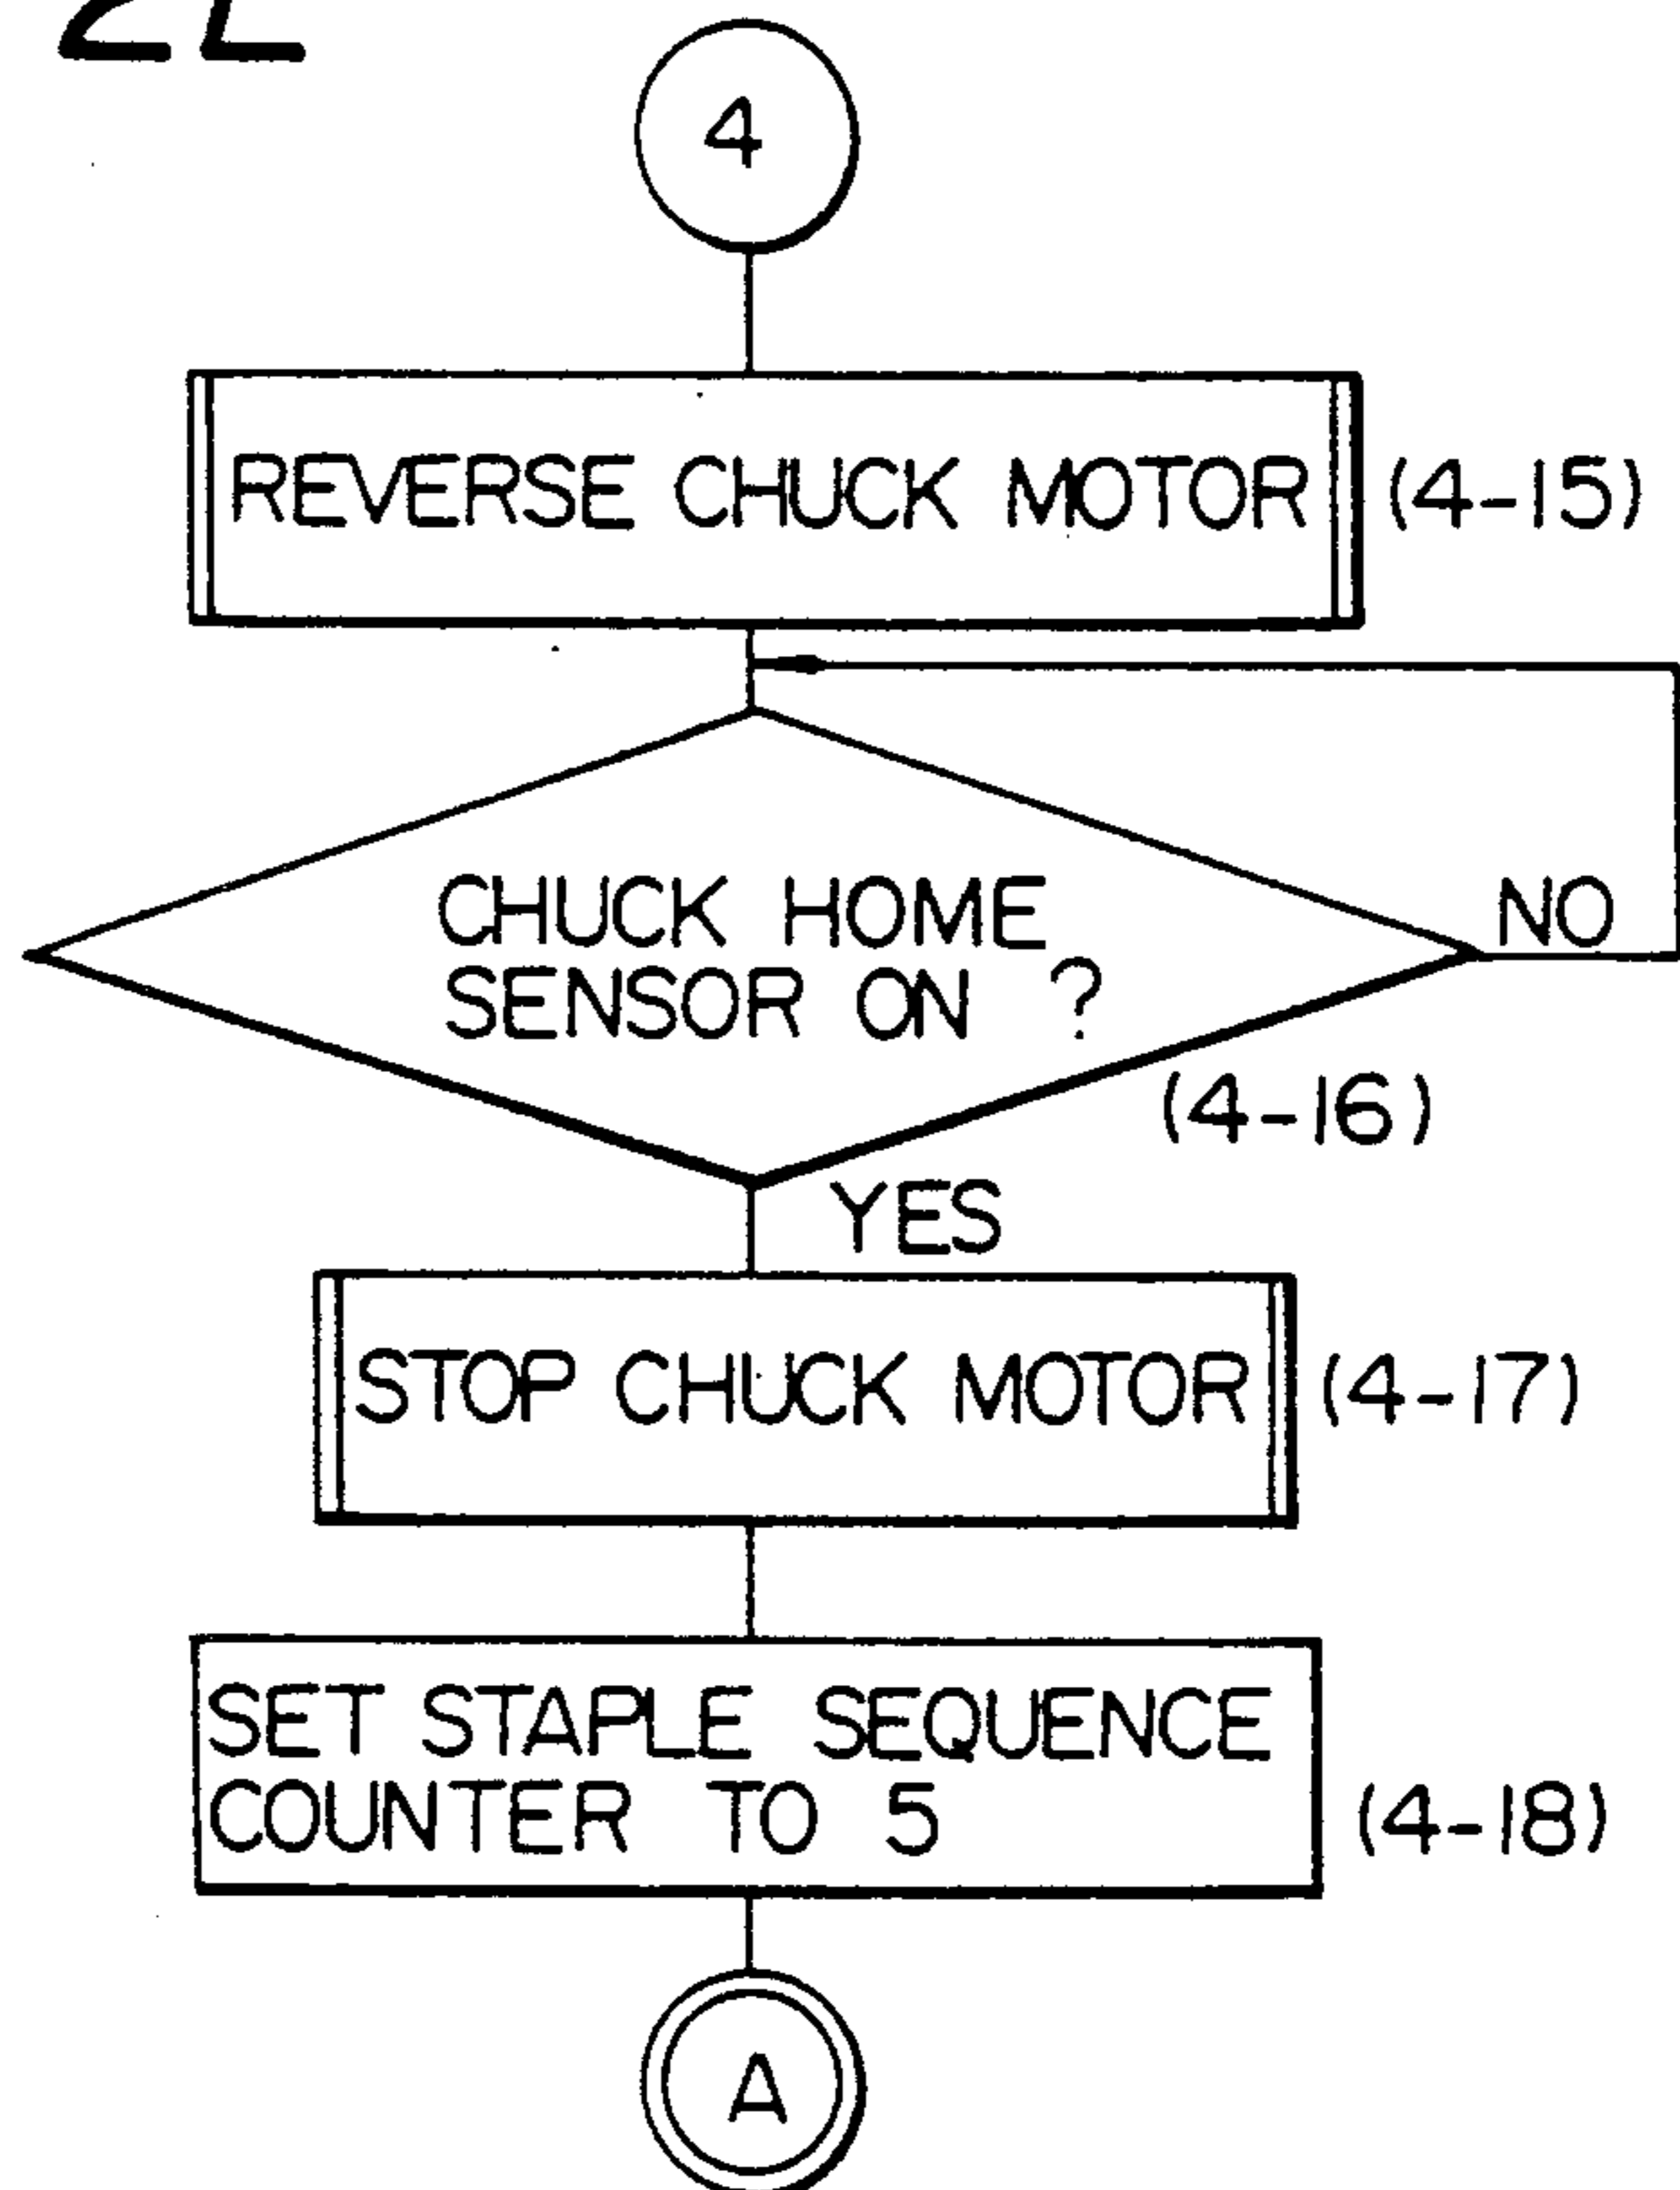 4
REVERSE CHUCK MOTOR (4-15)
CHUCK HOME
SENSOR ON ?
NO
(4-16)
YES
STOP CHUCK MOTOR (4-17)
SET STAPLE SEQUENCE
COUNTER TO 5
(4-18)
A